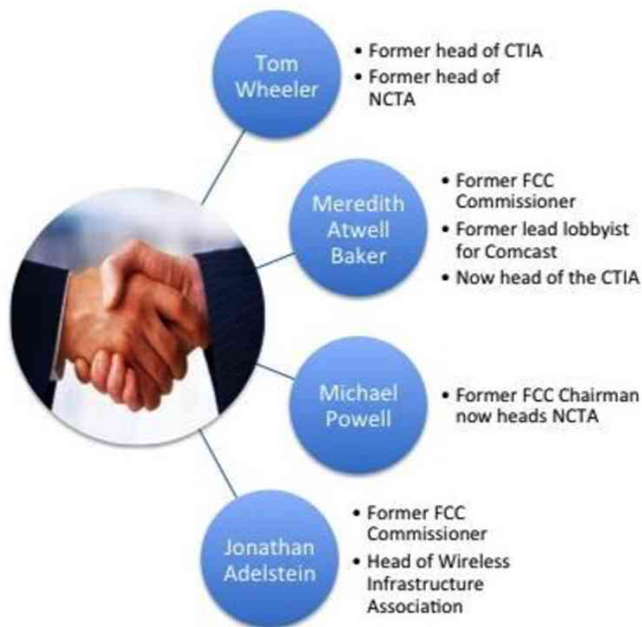 Tom
Wheeler
• Former head of CTIA
• Former head of
NCTA
Meredith
Atwell
Baker
• Former FCC
Commissioner
• Former lead lobbyist
for Comcast
• Now head of the CTIA
Michael
Powell
• Former FCC Chairman
now heads NCTA
Jonathan
Adelstein
• Former FCC
Commissioner
• Head of Wireless
Infrastructure
Association